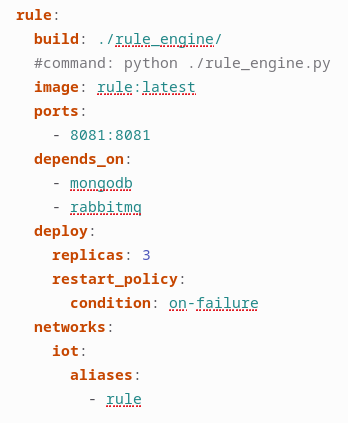 rule:
  build: ./rule_engine/
  #command: python ./rule_engine.py
  image: rule:latest
  ports:
    - 8081:8081
  depends_on:
    - mongodb
    - rabbitmq
  deploy:
    replicas: 3
    restart_policy:
      condition: on-failure
  networks:
    iot:
      aliases:
        - rule